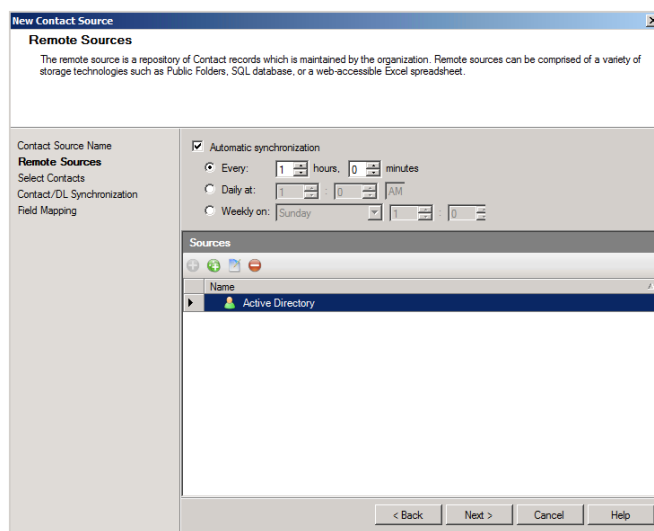 New Contact Source
Remote Sources
The remote source is a repository of Contact records which is maintained by the organization. Remote sources can be comprised of a variety of
storage technologies such as Public Folders, SQL database, or a web-accessible Excel spreadsheet.
Contact Source Name
Remote Sources
Select Contacts
Contact/DL Synchronization
Field Mapping
Automatic synchronization
Every: 1 hours, 0 minutes
Daily at: 1 : 0 AM
Weekly on: Sunday 1 : 0
Sources
Name
Active Directory
< Back Next > Cancel Help